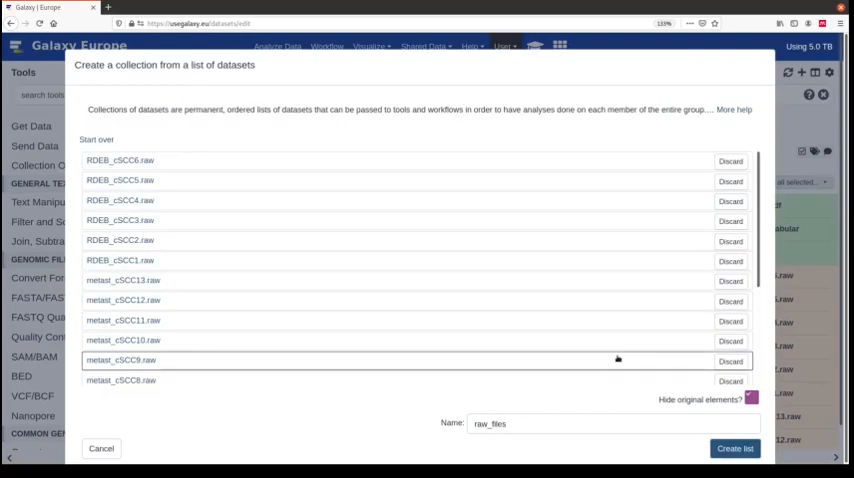 Galaxy | Europe
https://usegalaxy.eu/datasets/edit
133%
Galaxy Europe
Analyze Data Workflow Visualize Shared Data Help User
Using 5.0 TB
Tools
Create a collection from a list of datasets
search tools
Collections of datasets are permanent, ordered lists of datasets that can be passed to tools and workflows in order to have analyses done on each member of the entire group.... More help
Get Data
Send Data
Start over
Collection O
RDEB_cSCC6.raw Discard
GENERAL TEX
RDEB_cSCC5.raw Discard
all selected...
Text Manipu
RDEB_cSCC4.raw Discard
df
Filter and So
RDEB_cSCC3.raw Discard
abular
Join, Subtra
RDEB_cSCC2.raw Discard
GENOMIC FIL
RDEB_cSCC1.raw Discard
Convert For
metast_cSCC13.raw Discard
.raw
FASTA/FAS
metast_cSCC12.raw Discard
.raw
FASTQ Qua
metast_cSCC11.raw Discard
.raw
Quality Cont
metast_cSCC10.raw Discard
.raw
SAM/BAM
metast_cSCC9.raw Discard
.raw
BED
metast_cSCC8.raw Discard
.raw
VCF/BCF
Hide original elements?
Nanopore
Name: raw_files
13.raw
COMMON GEN
12.raw
Cancel
Create list